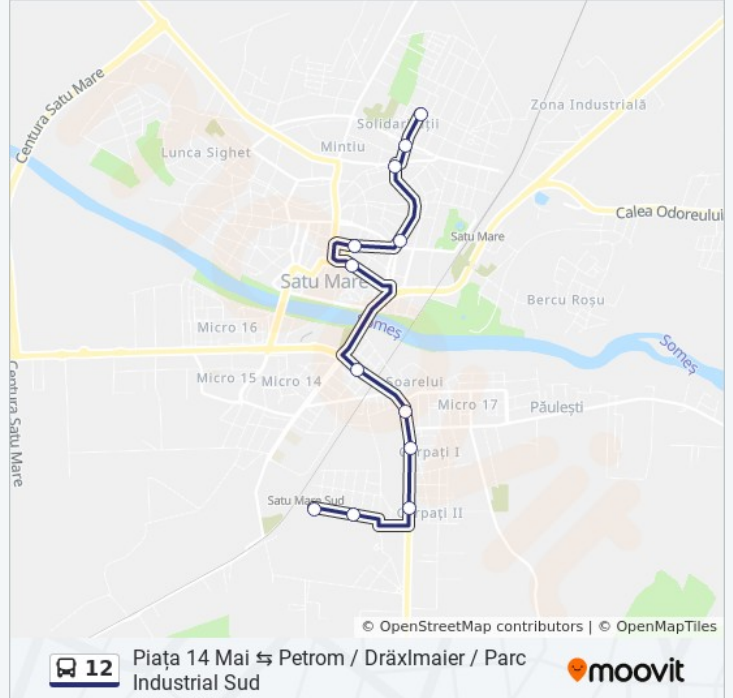 Centura Satu Mare
Zona Industrială
Solidarității
Mintiu
Lunca Sighet
Calea Odoreului
Satu Mare
Satu Mare
Bercu Roșu
Someș
Micro 16
Someș
Micro 15
Micro 14
Soarelui
Micro 17
Păulești
Centura Satu Mare
Carpați I
Satu Mare Sud
Carpați II
© OpenStreetMap contributors | © OpenMapTiles
12
Piața 14 Mai ⇆ Petrom / Dräxlmaier / Parc
Industrial Sud
moovit